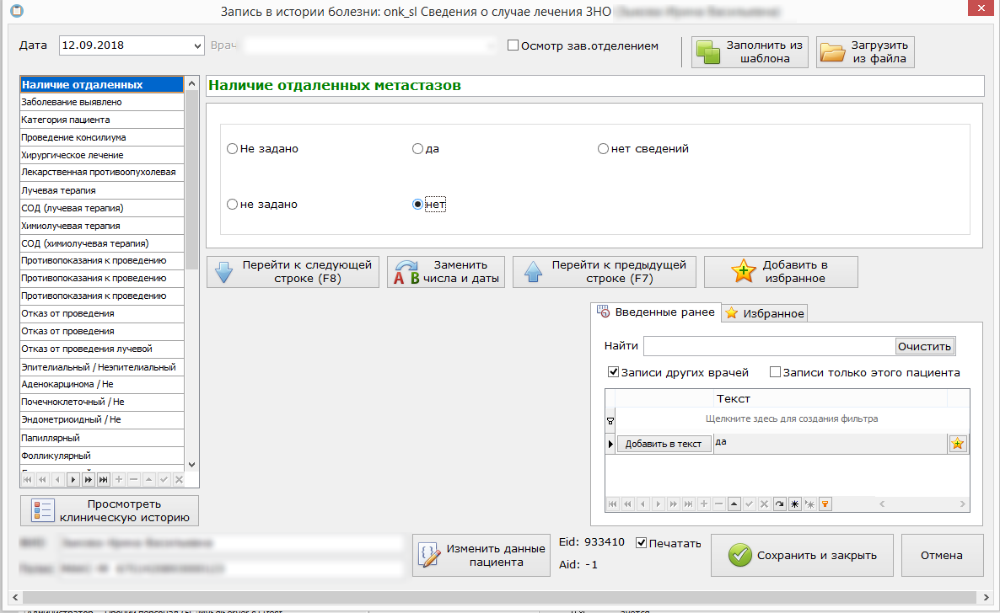 Запись в истории болезни: onk_sl Сведения о случае лечения ЗНО
Дата
12.09.2018
Врач
Осмотр зав.отделением
Заполнить из
шаблона
Загрузить
из файла
Наличие отдаленных
Заболевание выявлено
Категория пациента
Проведение консилиума
Хирургическое лечение
Лекарственная противоопухолевая
Лучевая терапия
СОД (лучевая терапия)
Химиолучевая терапия
СОД (химиолучевая терапия)
Противопоказания к проведению
Противопоказания к проведению
Противопоказания к проведению
Отказ от проведения
Отказ от проведения
Отказ от проведения лучевой
Эпителиальный / Неэпителиальный
Аденокарцинома / Не
Почечноклеточный / Не
Эндометриоидный / Не
Папиллярный
Фолликулярный
Наличие отдаленных метастазов
Не задано
да
нет сведений
не задано
нет
Перейти к следующей
строке (F8)
Заменить
числа и даты
Перейти к предыдущей
строке (F7)
Добавить в
избранное
Введенные ранее
Избранное
Найти
Очистить
Записи других врачей
Записи только этого пациента
Текст
Щелкните здесь для создания фильтра
Добавить в текст
да
Просмотреть
клиническую историю
Изменить данные
пациента
Eid: 933410
Печатать
Aid: -1
Сохранить и закрыть
Отмена